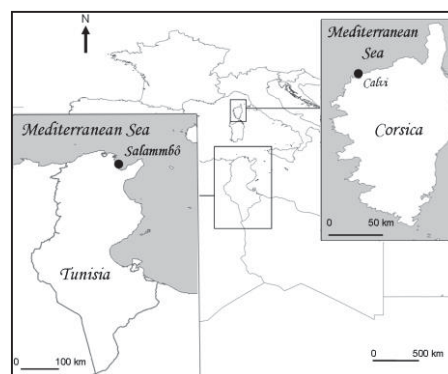 N
Mediterranean
Sea
Calvi
Corsica
0 50 km
Mediterranean Sea
Salammbô
Tunisia
0 100 km
0 500 km